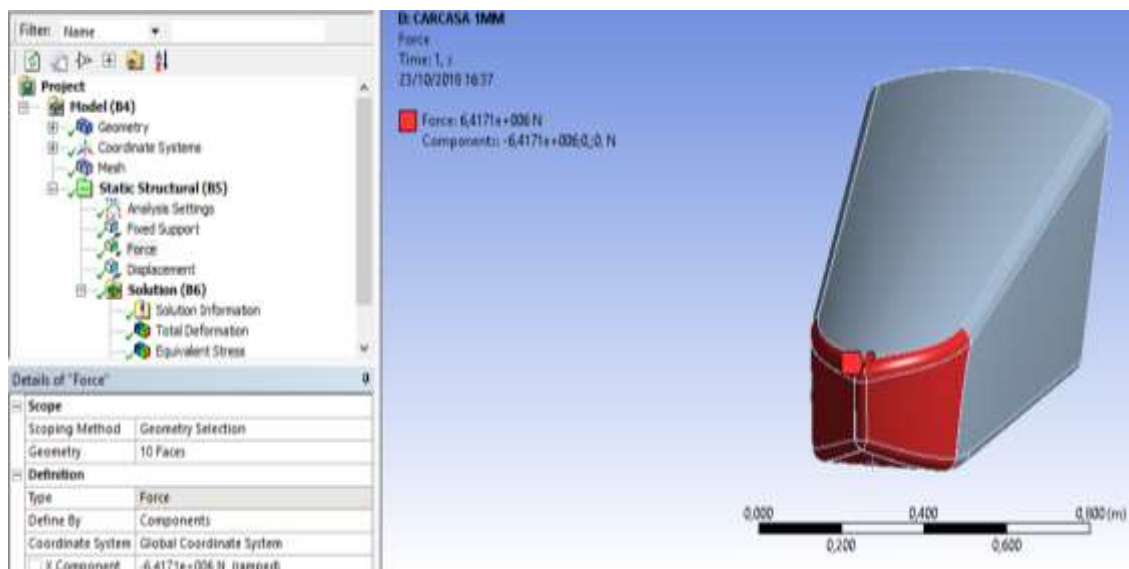 Filter: Name
Project
Model (B4)
Geometry
Coordinate Systems
Mesh
Static Structural (B5)
Analysis Settings
Fixed Support
Force
Displacement
Solution (B6)
Solution Information
Total Deformation
Equivalent Stress
Details of "Force"
Scope
Scoping Method Geometry Selection
Geometry 10 Faces
Definition
Type Force
Define By Components
Coordinate System Global Coordinate System
X Component -6,4171e+006 N (ramped)
B: CARCASA 1MM
Force
Time: 1, s
23/10/2018 16:37
Force: 6,4171e+006 N
Components: -6,4171e+006;0,;0, N
0,000 0,400 0,800 (m)
0,200 0,600